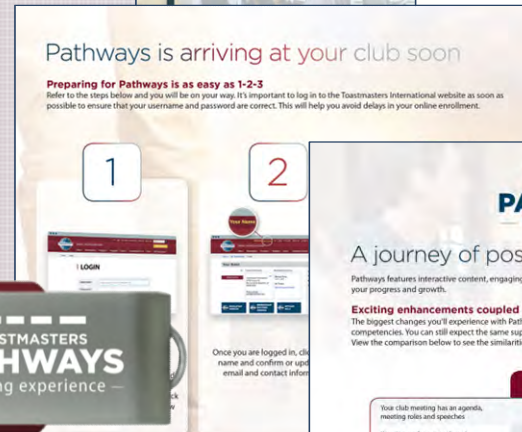 Pathways is arriving at your club soon
Preparing for Pathways is as easy as 1-2-3
Refer to the steps below and you will be on your way. It's important to log in to the Toastmasters International website as soon as
possible to ensure that your username and password are correct. This will help you avoid delays in your online enrollment.
1
2
LOGIN
Your Name
Once you are logged in, cli
name and confirm or upd
email and contact inform
PA
A journey of pos
Pathways features interactive content, engaging
your progress and growth.
Exciting enhancements coupled
The biggest changes you'll experience with Path
competencies. You can still expect the same sup
View the comparison below to see the similariti
Your club meeting has an agenda,
meeting roles and speeches
STMASTERS
HWAYS
ng experience